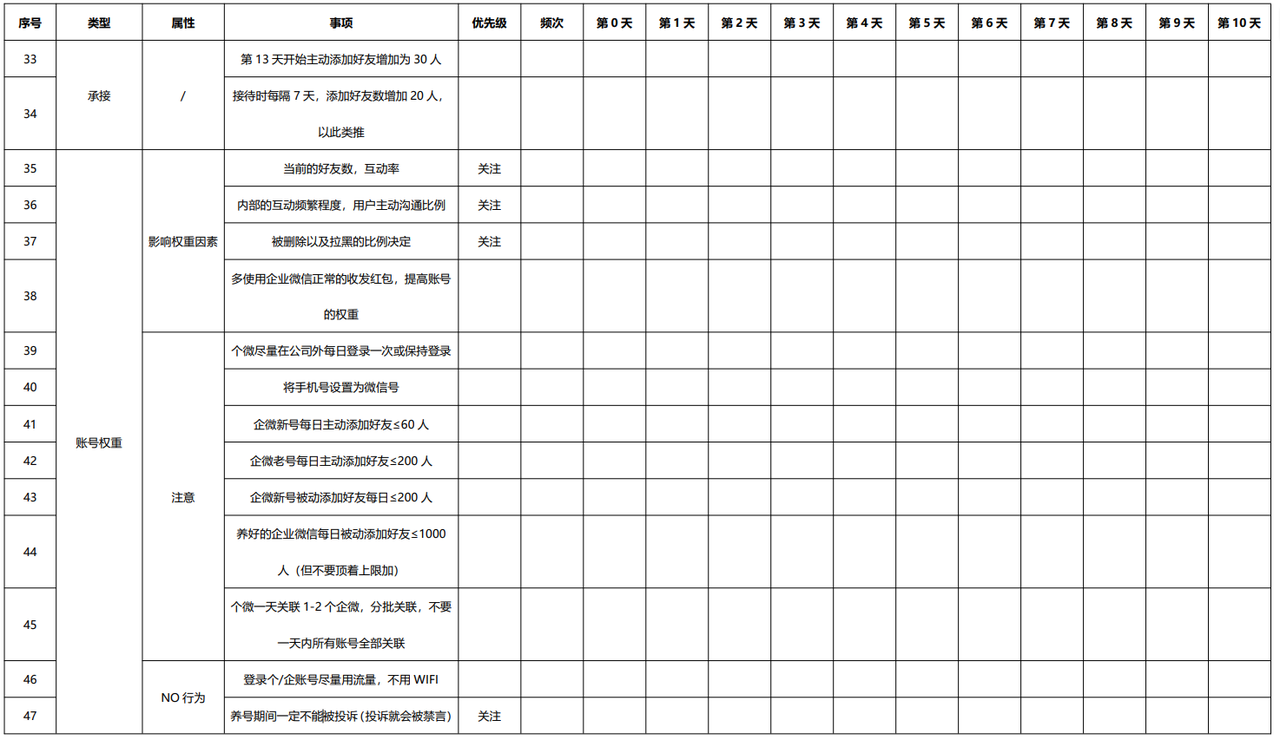 序号 类型 属性 事项 优先级 频次 第 0 天 第 1 天 第 2 天 第 3 天 第 4 天 第 5 天 第 6 天 第 7 天 第 8 天 第 9 天 第 10 天
33 承接 / 第 13 天开始主动添加好友增加为 30 人
34 接待时每隔 7 天，添加好友数增加 20 人，
以此类推
35 账号权重 影响权重因素 当前的好友数，互动率 关注
36 内部的互动频繁程度，用户主动沟通比例 关注
37 被删除以及拉黑的比例决定 关注
38 多使用企业微信正常的收发红包，提高账号
的权重
39 注意 个微尽量在公司外每日登录一次或保持登录
40 将手机号设置为微信号
41 企微新号每日主动添加好友≤60 人
42 企微老号每日主动添加好友≤200 人
43 企微新号被动添加好友每日≤200 人
44 养好的企业微信每日被动添加好友≤1000
人（但不要顶着上限加）
45 个微一天关联 1-2 个企微，分批关联，不要
一天内所有账号全部关联
46 NO 行为 登录个/企账号尽量用流量，不用 WIFI
47 养号期间一定不能被投诉（投诉就会被禁言） 关注